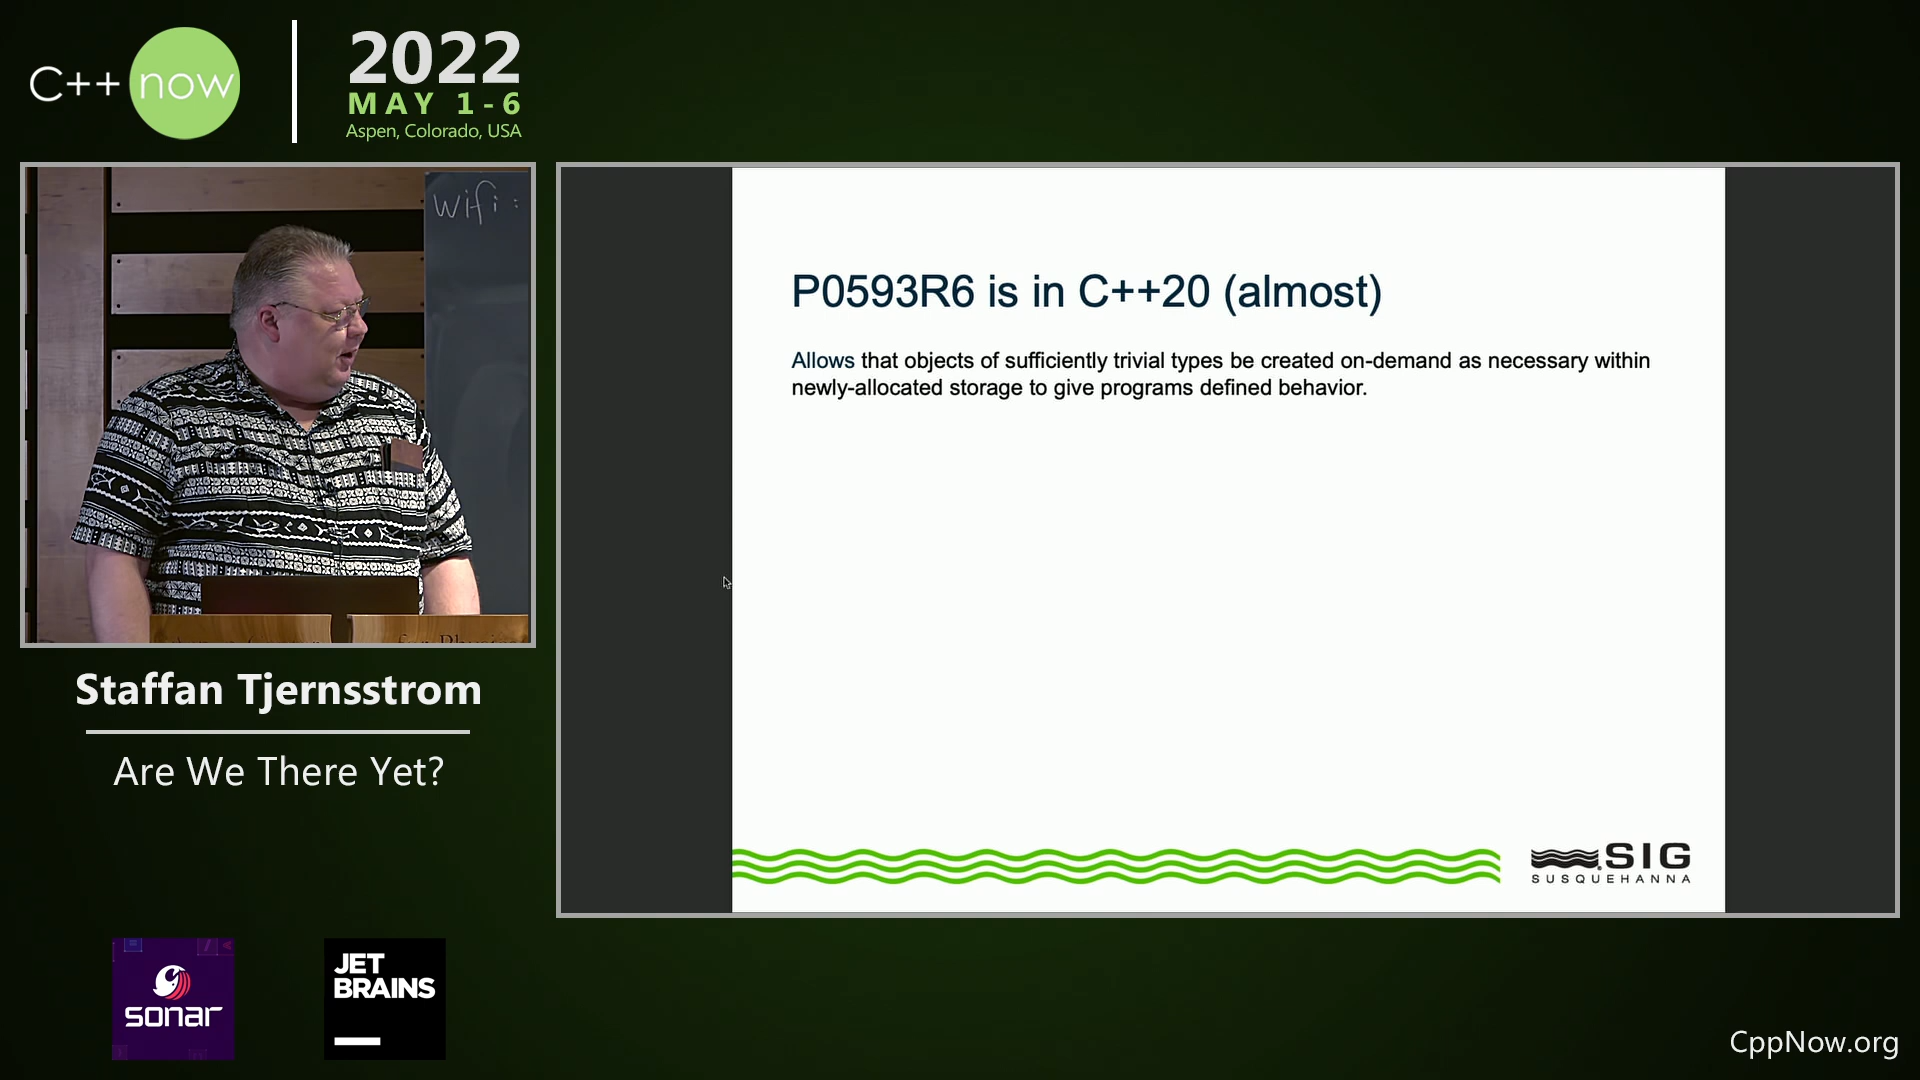 C++ now
2022
MAY 1-6
Aspen, Colorado, USA
Wifi:
P0593R6 is in C++20 (almost)
Allows that objects of sufficiently trivial types be created on-demand as necessary within
newly-allocated storage to give programs defined behavior.
SIG
SUSQUEHANNA
Staffan Tjernsstrom
Are We There Yet?
sonar
JET
BRAINS
CppNow.org